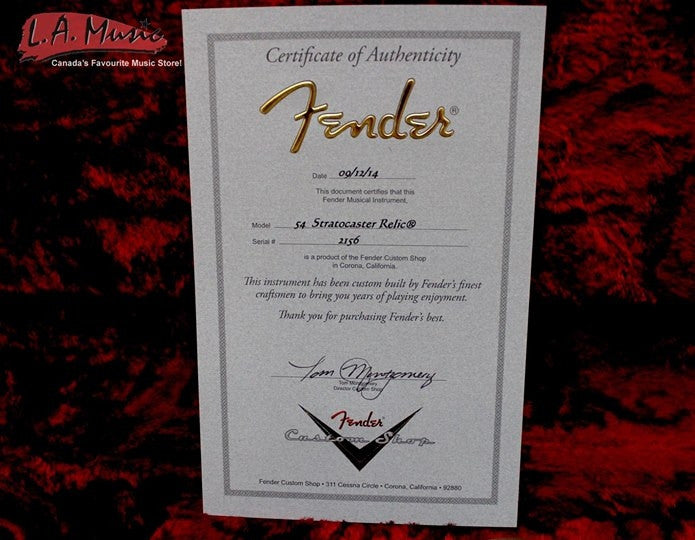 L.A. Music
Canada's Favourite Music Store!
Certificate of Authenticity
Fender®
Date 09/12/14
This document certifies that this
Fender Musical Instrument,
Model 54 Stratocaster Relic®
Serial # 2156
is a product of the Fender Custom Shop
in Corona, California.
This instrument has been custom built by Fender's finest
craftsmen to bring you years of playing enjoyment.
Thank you for purchasing Fender's best.
Tom Montgomery
Tom Montgomery
Director Custom Shop
Fender
Custom Shop
Fender Custom Shop • 311 Cessna Circle • Corona, California • 92880